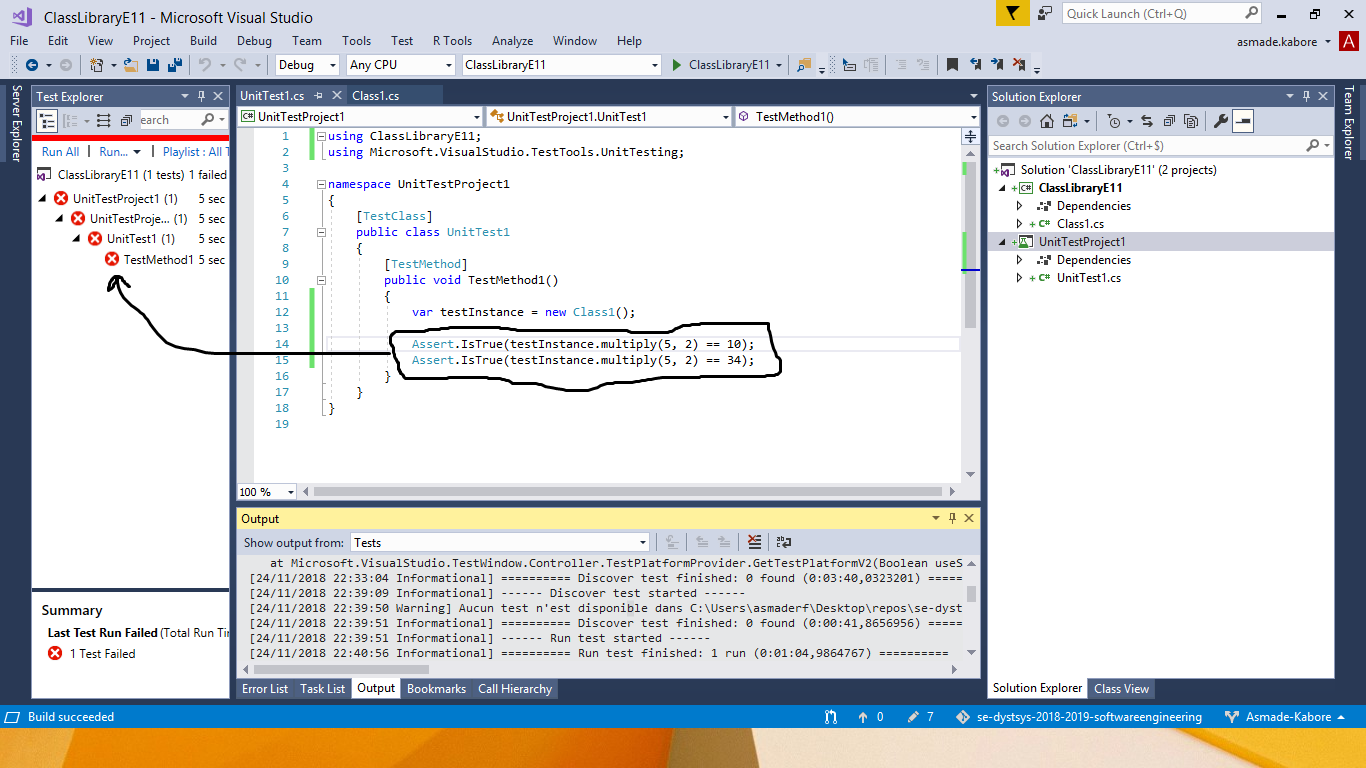 ClassLibraryE11 - Microsoft Visual Studio
Quick Launch (Ctrl+Q)
File Edit View Project Build Debug Team Tools Test R Tools Analyze Window Help
asmade.kabore A
Debug Any CPU ClassLibraryE11 ClassLibraryE11
Server Explorer
Test Explorer
earch
Run All | Run... | Playlist : All T
ClassLibraryE11 (1 tests) 1 failed
UnitTestProject1 (1) 5 sec
UnitTestProje... (1) 5 sec
UnitTest1 (1) 5 sec
TestMethod1 5 sec
Summary
Last Test Run Failed (Total Run Ti
1 Test Failed
UnitTest1.cs Class1.cs
C# UnitTestProject1 UnitTestProject1.UnitTest1 TestMethod1()
1 using ClassLibraryE11;
2 using Microsoft.VisualStudio.TestTools.UnitTesting;
3
4 namespace UnitTestProject1
5 {
6 [TestClass]
7 public class UnitTest1
8 {
9 [TestMethod]
10 public void TestMethod1()
11 {
12 var testInstance = new Class1();
13
14 Assert.IsTrue(testInstance.multiply(5, 2) == 10);
15 Assert.IsTrue(testInstance.multiply(5, 2) == 34);
16 }
17 }
18 }
19
100 %
Output
Show output from: Tests
at Microsoft.VisualStudio.TestWindow.Controller.TestPlatformProvider.GetTestPlatformV2(Boolean useS
[24/11/2018 22:33:04 Informational] ========== Discover test finished: 0 found (0:03:40,0323201) =====
[24/11/2018 22:39:09 Informational] ------ Discover test started ------
[24/11/2018 22:39:50 Warning] Aucun test n'est disponible dans C:\Users\asmaderf\Desktop\repos\se-dyst
[24/11/2018 22:39:51 Informational] ========== Discover test finished: 0 found (0:00:41,8656956) =====
[24/11/2018 22:39:51 Informational] ------ Run test started ------
[24/11/2018 22:40:56 Informational] ========== Run test finished: 1 run (0:01:04,9864767) ==========
Error List Task List Output Bookmarks Call Hierarchy
Solution Explorer
Search Solution Explorer (Ctrl+$)
Solution 'ClassLibraryE11' (2 projects)
C# ClassLibraryE11
Dependencies
C# Class1.cs
UnitTestProject1
Dependencies
C# UnitTest1.cs
Solution Explorer Class View
Team Explorer
Build succeeded 0 7 se-dystsys-2018-2019-softwareengineering Asmade-Kabore